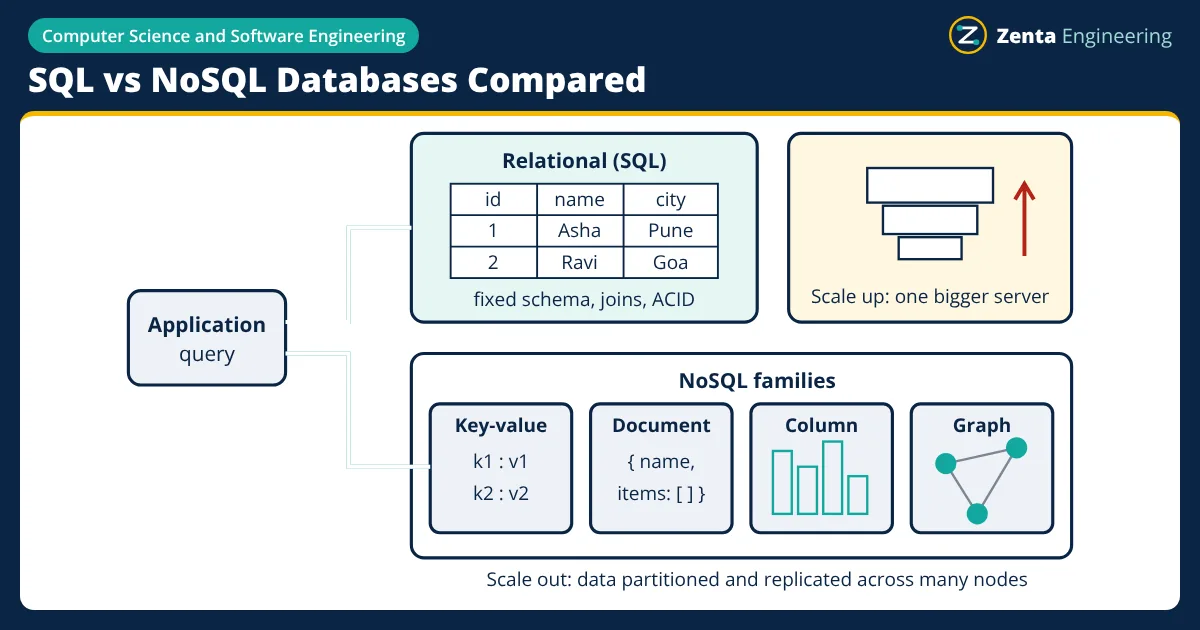 Computer Science and Software Engineering
Zenta Engineering
SQL vs NoSQL Databases Compared
Application
query
Relational (SQL)
id name city
1 Asha Pune
2 Ravi Goa
fixed schema, joins, ACID
Scale up: one bigger server
NoSQL families
Key-value
k1 : v1
k2 : v2
Document
{ name,
items: [ ] }
Column
Graph
Scale out: data partitioned and replicated across many nodes